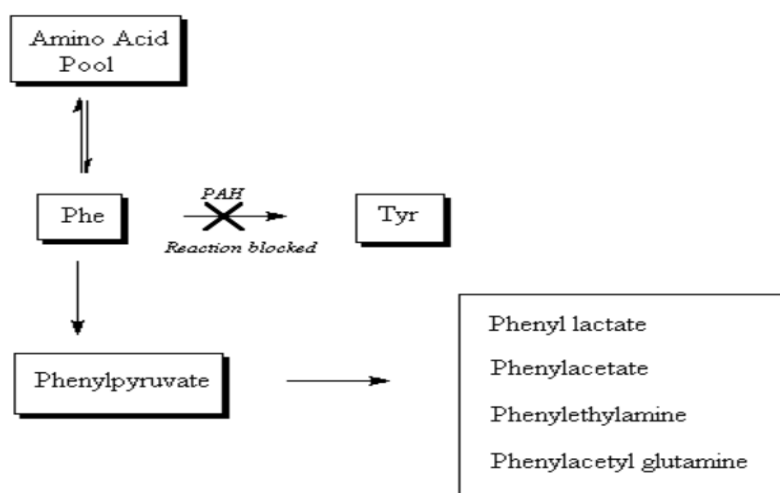 Amino Acid
Pool
Phe
PAH
Reaction blocked
Tyr
Phenylpyruvate
Phenyl lactate
Phenylacetate
Phenylethylamine
Phenylacetyl glutamine